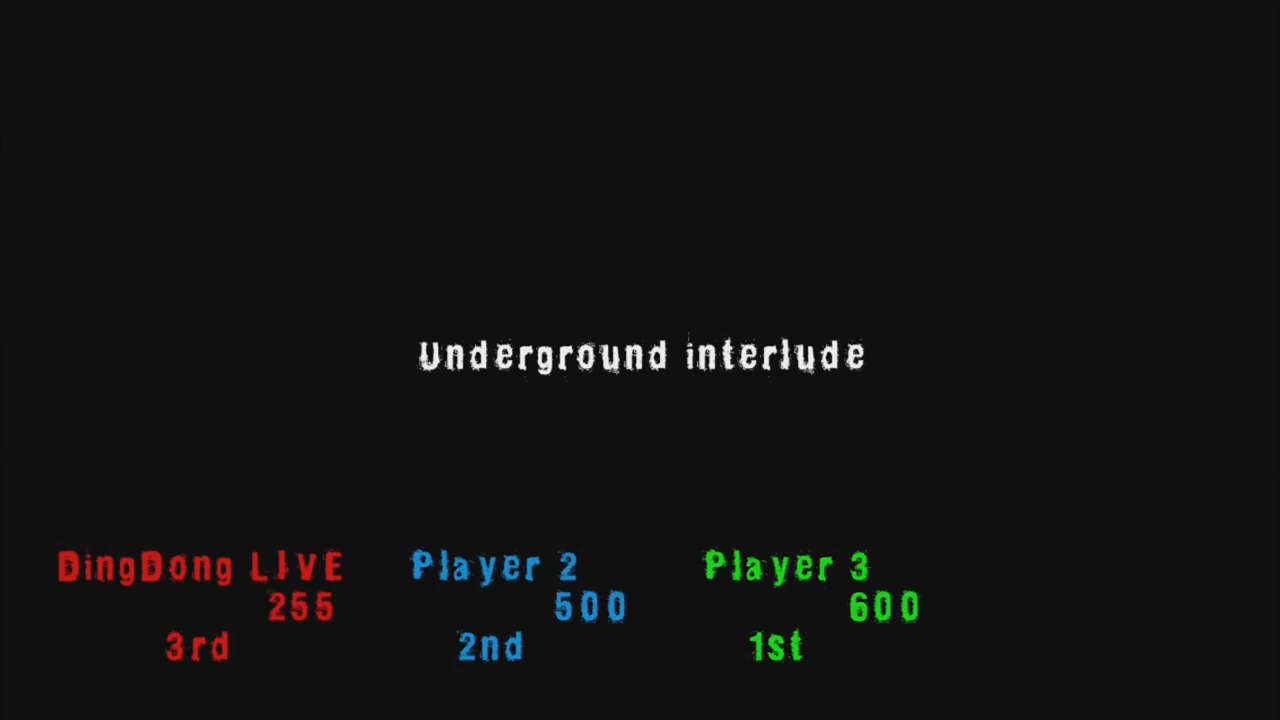 Underground interlude
DingDong LIVE Player 2 Player 3
255 500 600
3rd 2nd 1st